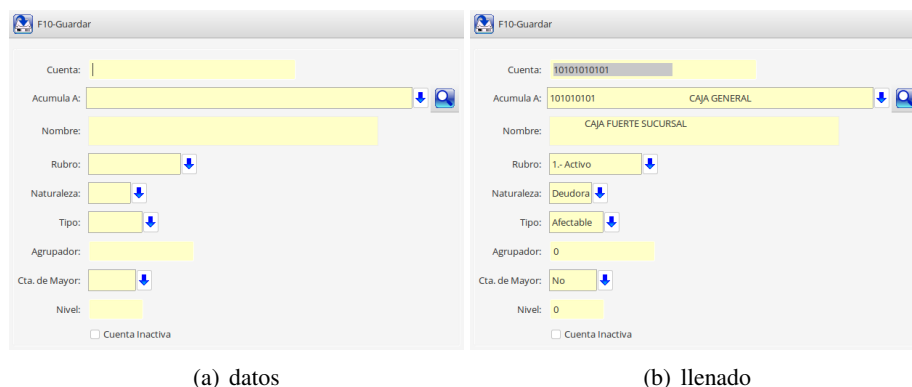 F10-Guardar
Cuenta:
Acumula A:
Nombre:
Rubro:
Naturaleza:
Tipo:
Agrupador:
Cta. de Mayor:
Nivel:
Cuenta Inactiva
(a) datos
F10-Guardar
Cuenta: 10101010101
Acumula A: 101010101 CAJA GENERAL
Nombre: CAJA FUERTE SUCURSAL
Rubro: 1.- Activo
Naturaleza: Deudora
Tipo: Afectable
Agrupador: 0
Cta. de Mayor: No
Nivel: 0
Cuenta Inactiva
(b) llenado